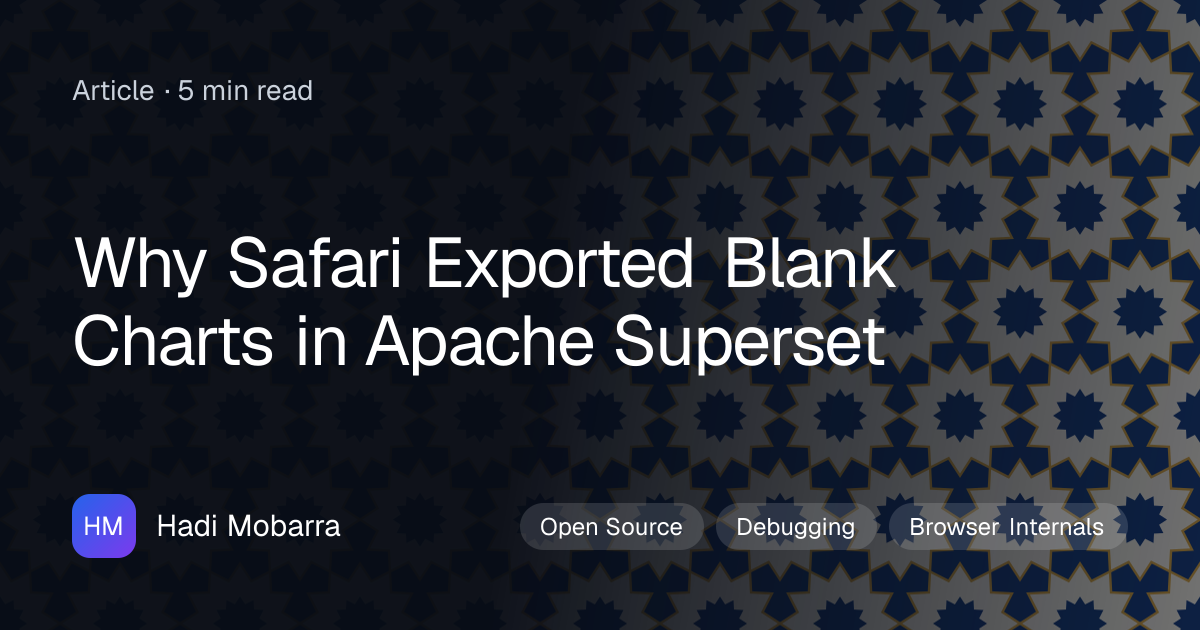 Article · 5 min read
Why Safari Exported Blank
Charts in Apache Superset
HM
Hadi Mobarra
Open Source
Debugging
Browser Internals